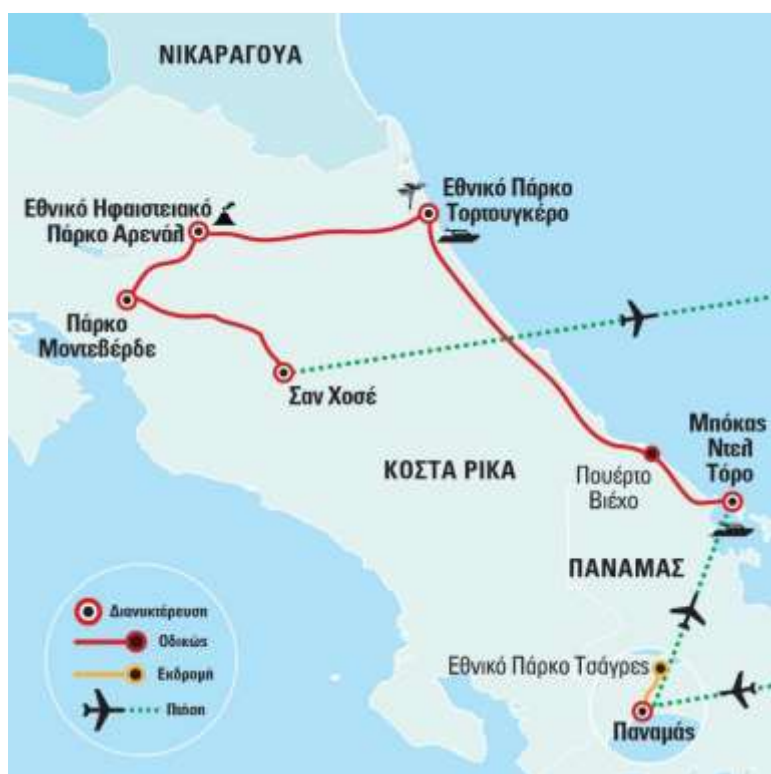 ΝΙΚΑΡΑΓΟΥΑ
Εθνικό Ηφαιστειακό
Πάρκο Αρενάλ
Εθνικό Πάρκο
Τορτουγκέρο
Πάρκο
Μοντεβέρδε
Σαν Χοσέ
ΚΟΣΤΑ ΡΙΚΑ
Μπόκας
Ντελ
Τόρο
Πουέρτο
Βιέχο
ΠΑΝΑΜΑΣ
Διανυκτέρευση
Οδικώς
Εκδρομή
Πτήση
Εθνικό Πάρκο Τσάγρες
Παναμάς